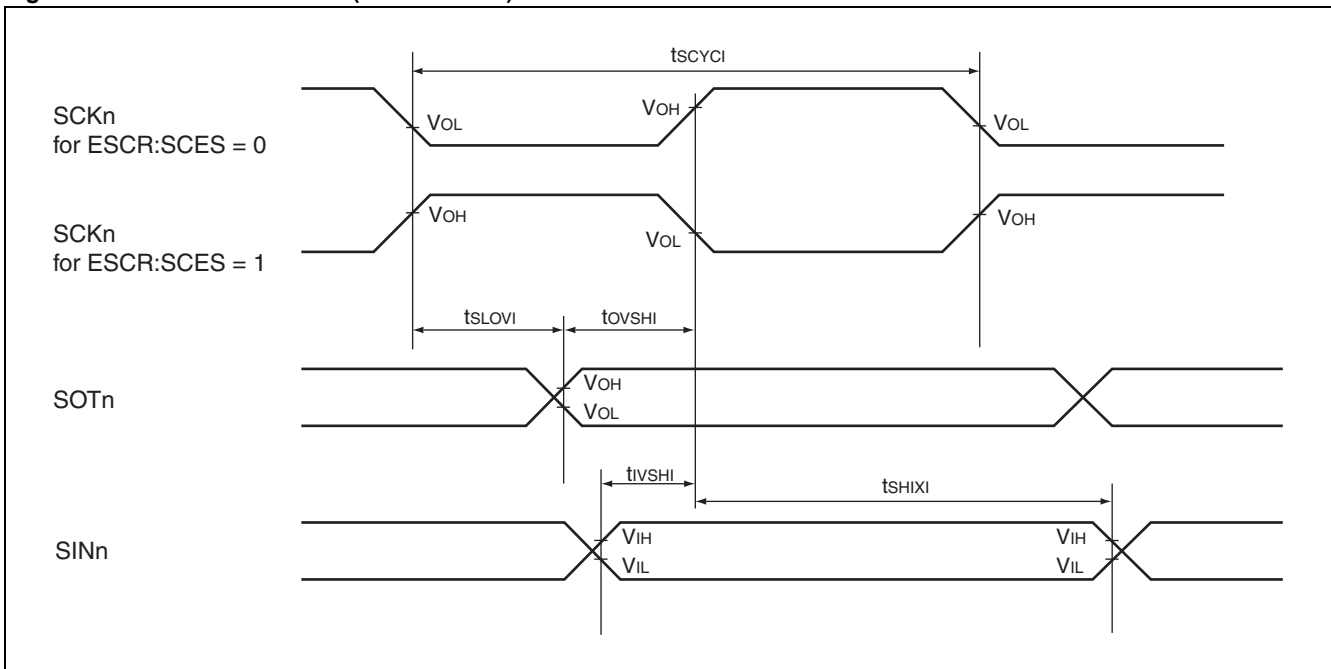 tSCYCI
SCKn
for ESCR:SCES = 0
VOL
VOH
VOL
SCKn
for ESCR:SCES = 1
VOH
VOL
VOH
tSLOVI
tOVSHI
SOTn
VOH
VOL
tIVSHI
tSHIXI
SINn
VIH
VIL
VIH
VIL